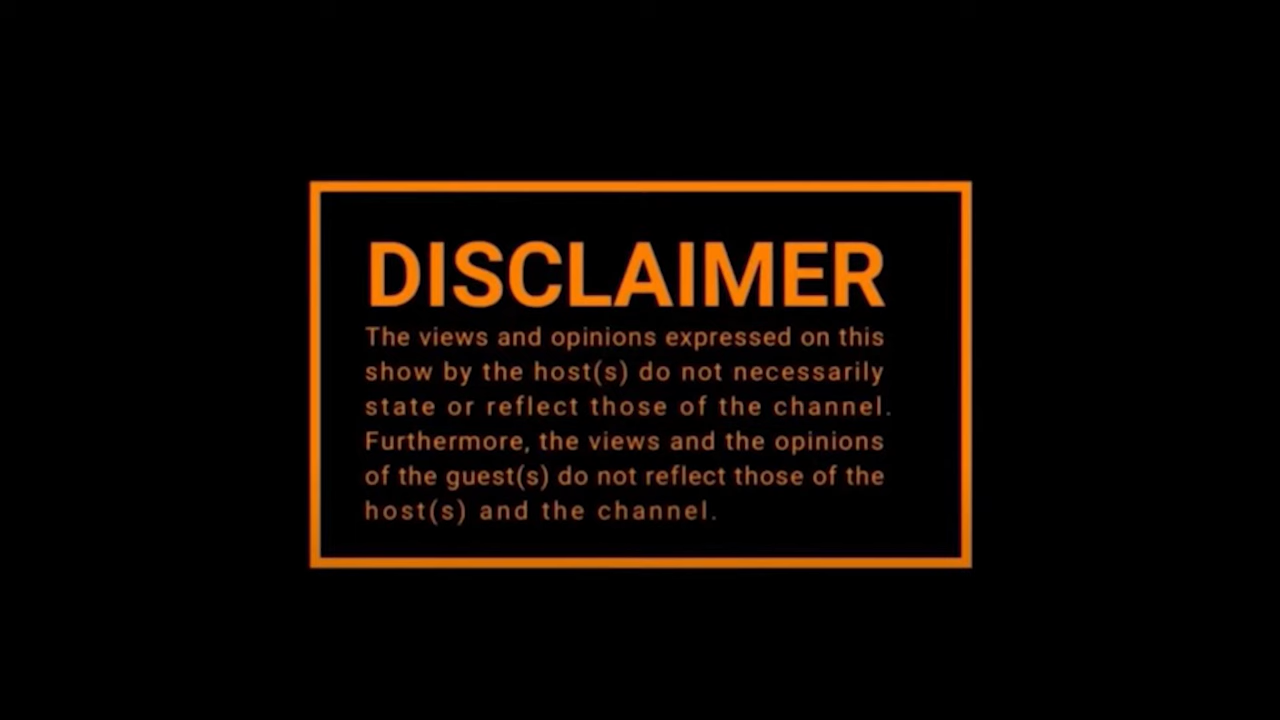 DISCLAIMER
The views and opinions expressed on this
show by the host(s) do not necessarily
state or reflect those of the channel.
Furthermore, the views and the opinions
of the guest(s) do not reflect those of the
host(s) and the channel.